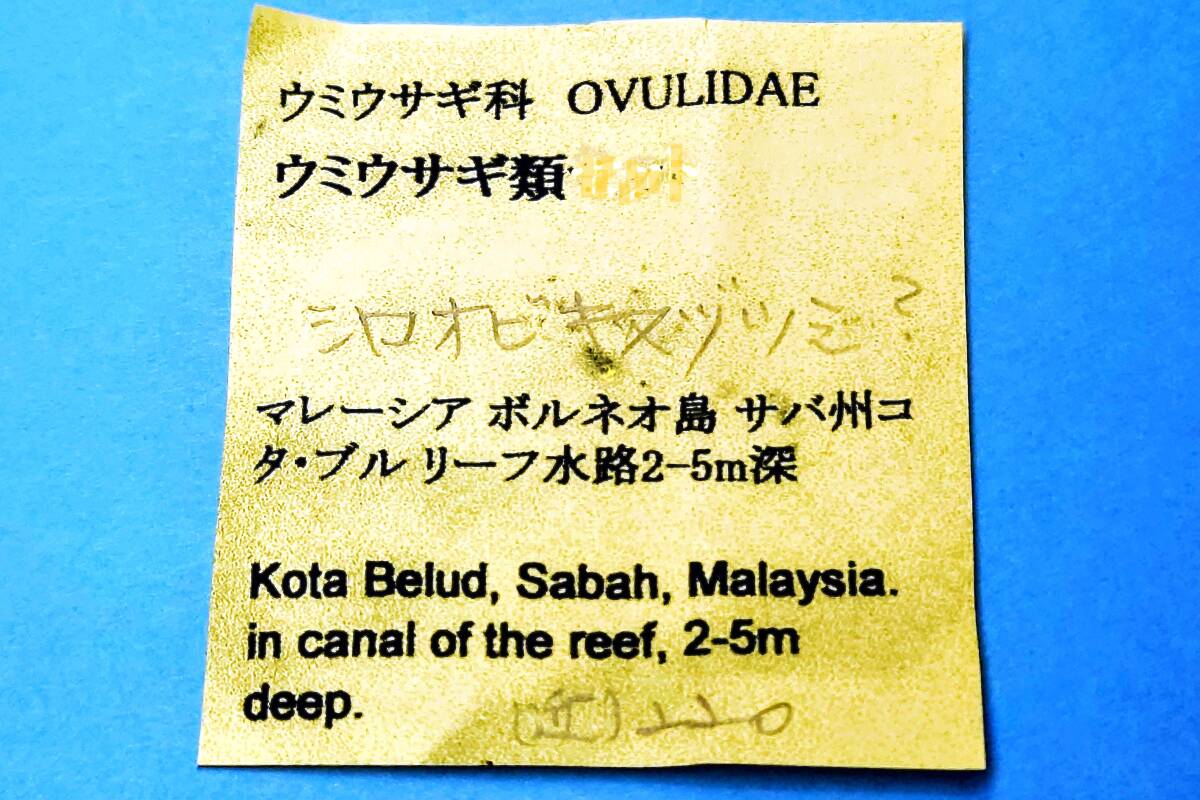 ウミウサギ科 OVULIDAE
ウミウサギ類
シロオビキヌヅツミ?
マレーシア ボルネオ島 サバ州コ
タ・ブル リーフ水路2-5m深
Kota Belud, Sabah, Malaysia.
in canal of the reef, 2-5m
deep.
220